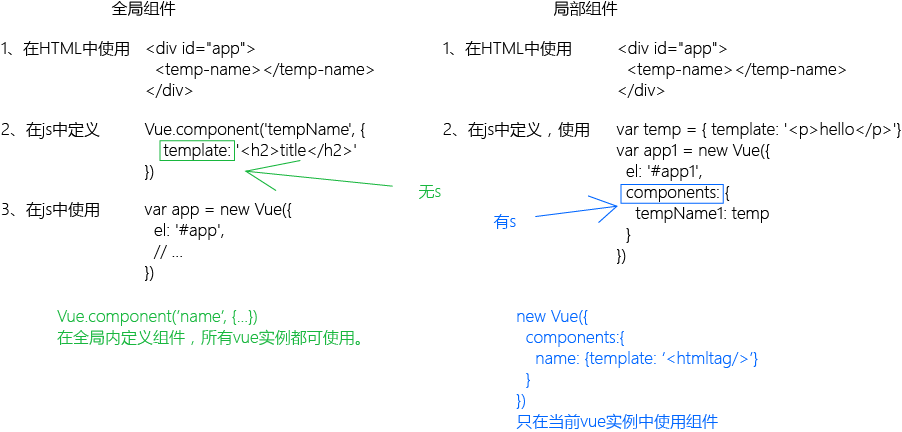 全局组件
1、在HTML中使用
<div id="app">
<temp-name></temp-name>
</div>
2、在js中定义
Vue.component('tempName', {
template: '<h2>title</h2>'
})
无s
3、在js中使用
var app = new Vue({
el: '#app',
// ...
})
Vue.component(‘name’, {...})
在全局内定义组件，所有vue实例都可使用。
局部组件
1、在HTML中使用
<div id="app">
<temp-name></temp-name>
</div>
2、在js中定义，使用
var temp = { template: '<p>hello</p>'}
var app1 = new Vue({
el: '#app1',
components: {
有s
tempName1: temp
}
})
new Vue({
components:{
name: {template: ‘<htmltag/>’}
}
})
只在当前vue实例中使用组件